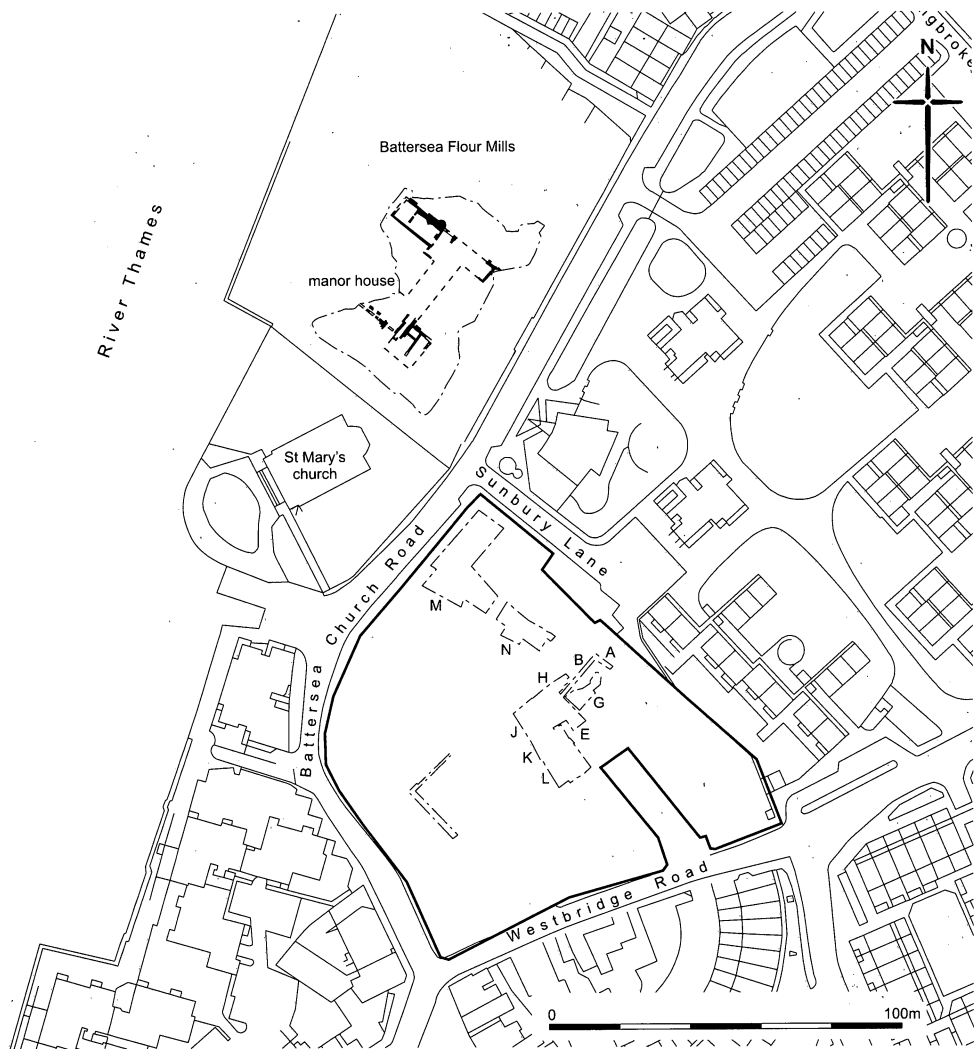 gbroke
N
Battersea Flour Mills
River Thames
manor house
St Mary's
church
Sunbury Lane
Battersea Church Road
M
N
A
B
H
G
E
J
K
L
Westbridge Road
0
100m